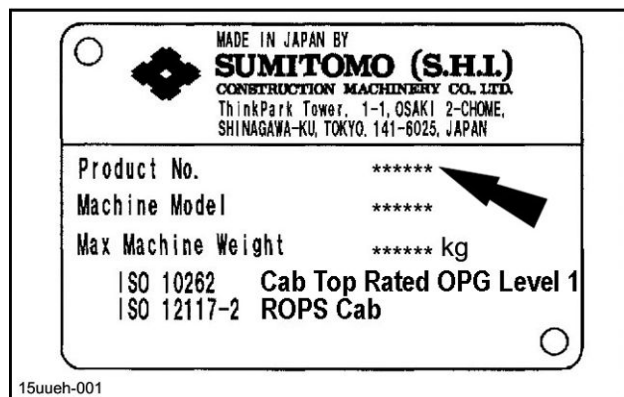 MADE IN JAPAN BY
SUMITOMO (S.H.I.)
CONSTRUCTION MACHINERY CO., LTD.
ThinkPark Tower, 1-1, OSAKI 2-CHOME,
SHINAGAWA-KU, TOKYO. 141-6025, JAPAN
Product No. ******
Machine Model ******
Max Machine Weight ****** kg
ISO 10262 Cab Top Rated OPG Level 1
ISO 12117-2 ROPS Cab
15uueh-001